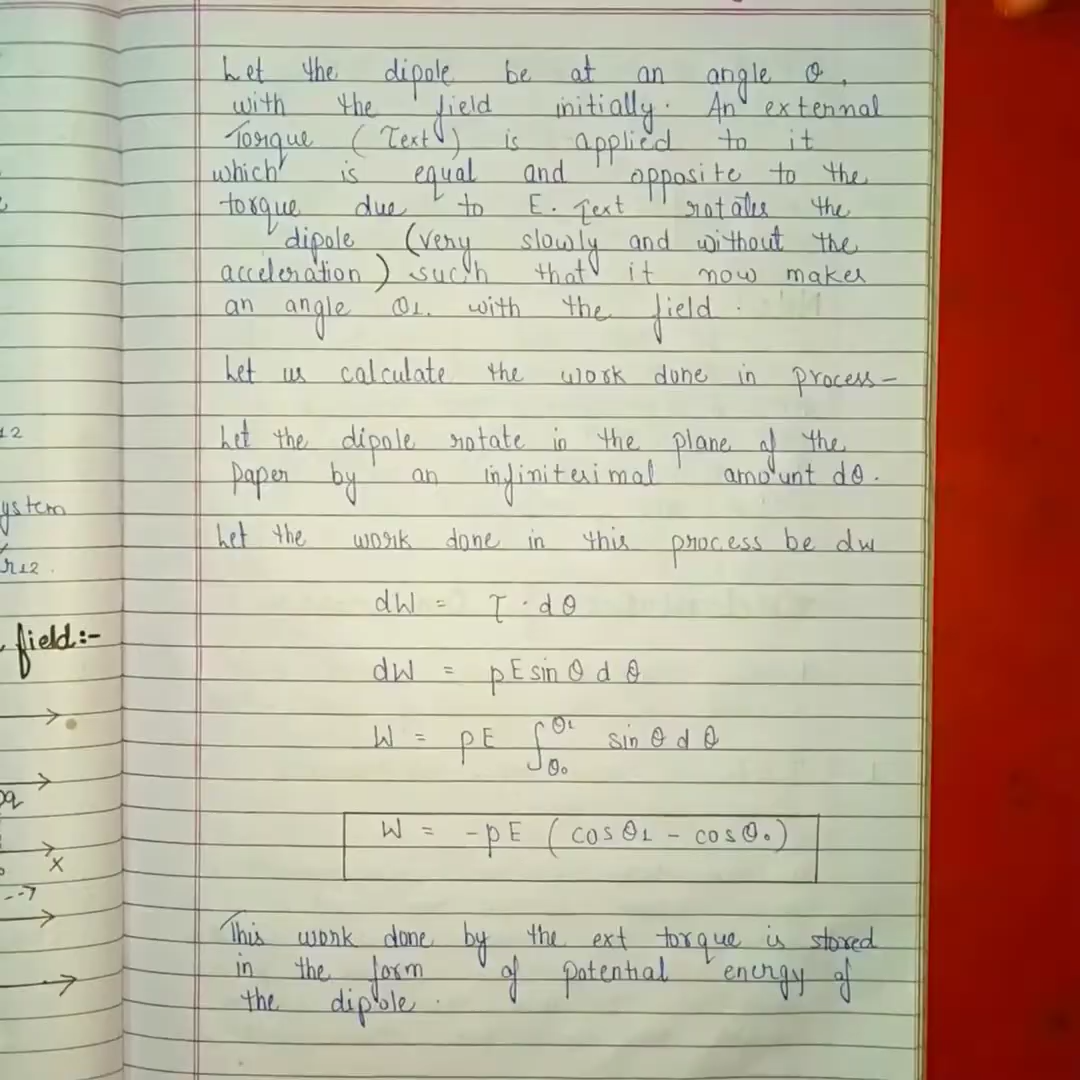 Let the dipole be at an angle θ,
with the field initially. An external
Torque (τext) is applied to it
which is equal and opposite to the
torque due to E. τext rotates the
dipole (very slowly and without the
acceleration) such that it now makes
an angle θ1. with the field.
Let us calculate the work done in process-
Let the dipole rotate in the plane of the
paper by an infinitesimal amount dθ.
Let the work done in this process be dw
dW = τ · dθ
dW = pE sin θ d θ
W = pE ∫θ₀^θ1 sin θ d θ
W = -pE (cosθ1 - cosθ₀)
This work done by the ext torque is stored
in the form of potential energy of
the dipole.
12
ystem
r12.
field:-
x